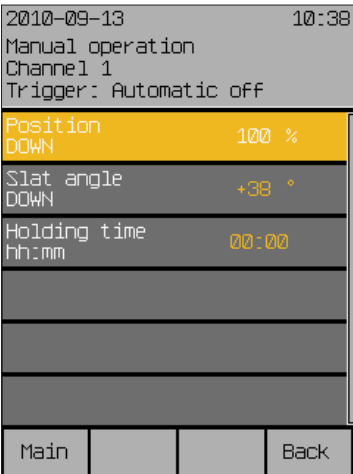 2010-09-13 10:38
Manual operation
Channel 1
Trigger: Automatic off
Position
DOWN 100 %
Slat angle
DOWN +38 °
Holding time
hh:mm 00:00
Main Back